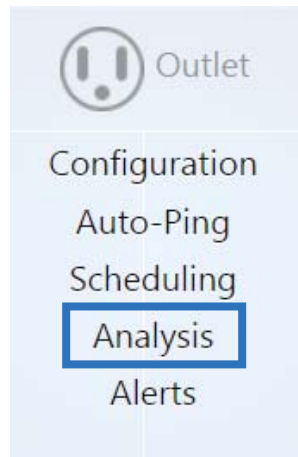 Outlet
Configuration
Auto-Ping
Scheduling
Analysis
Alerts